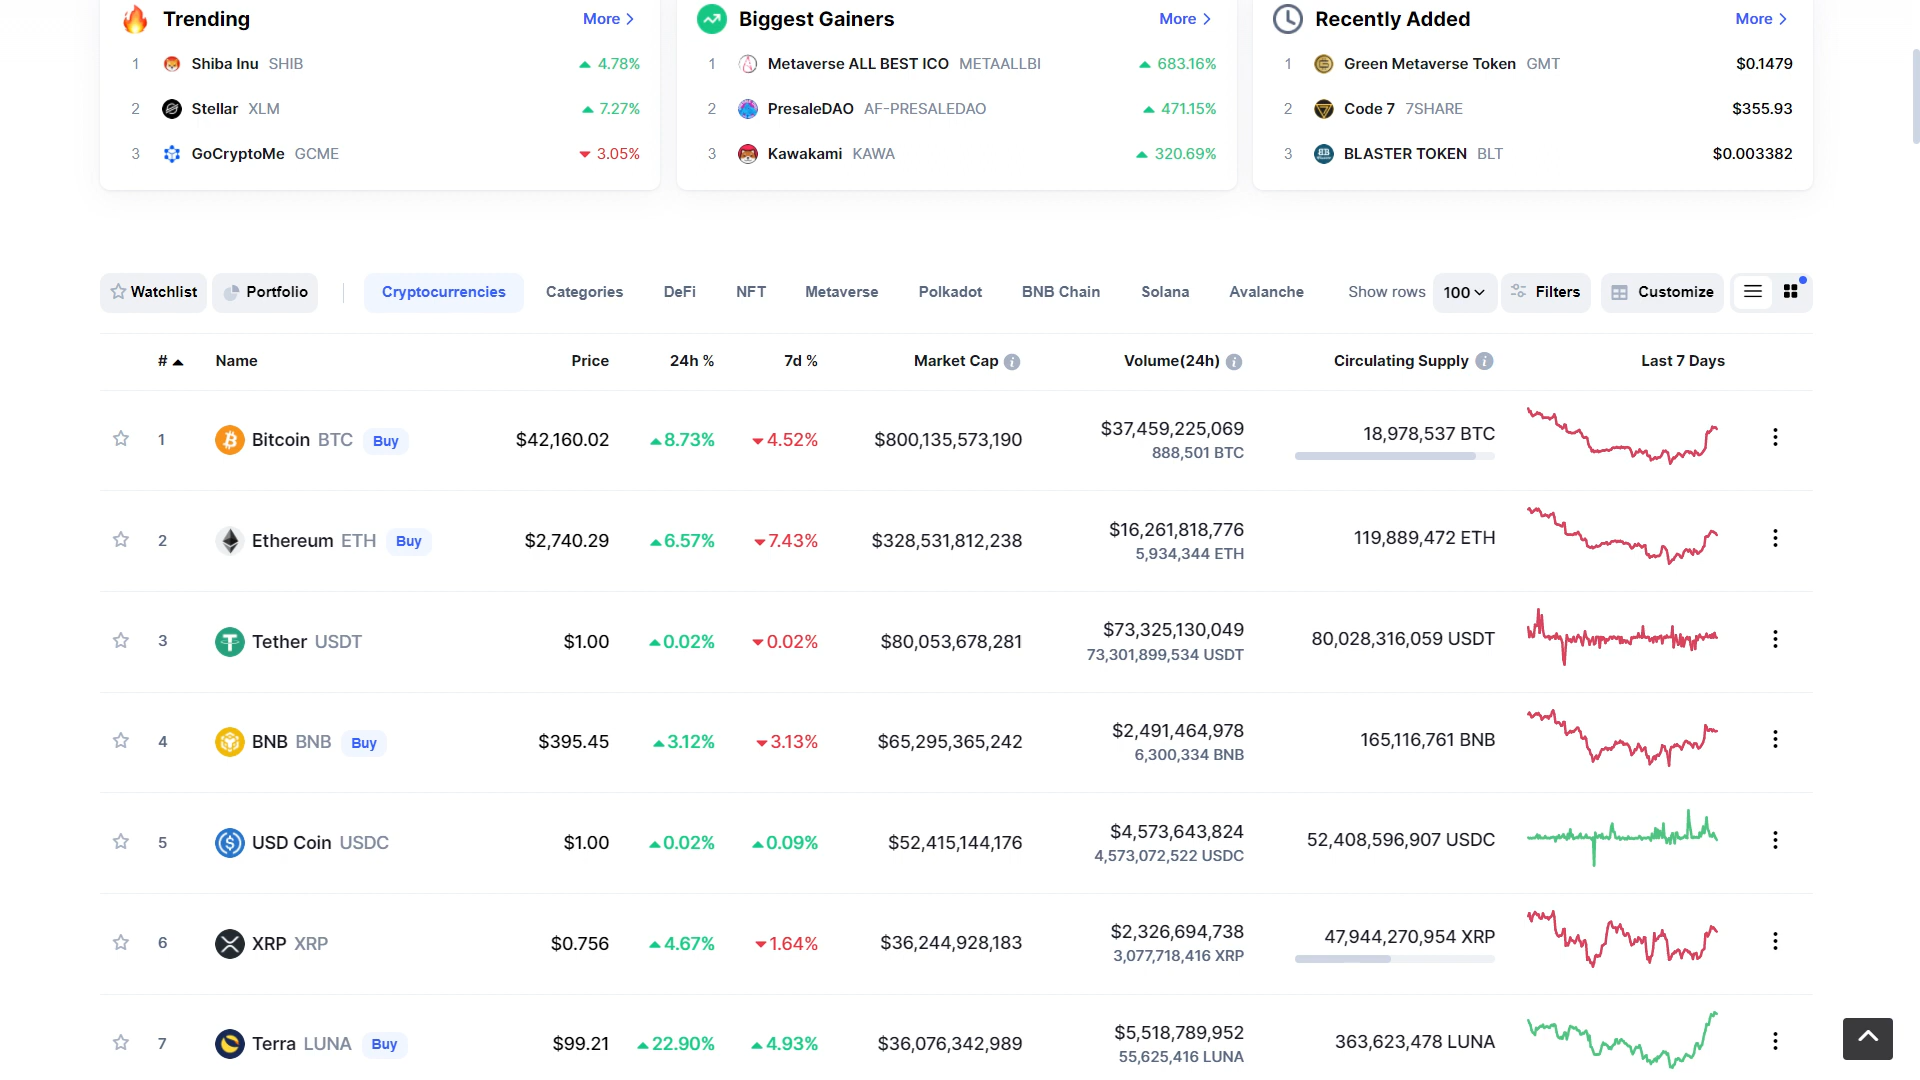 Trending More
1 Shiba Inu SHIB 4.78%
2 Stellar XLM 7.27%
3 GoCryptoMe GCME 3.05%
Biggest Gainers More
1 Metaverse ALL BEST ICO METAALLBI 683.16%
2 PresaleDAO AF-PRESALEDAO 471.15%
3 Kawakami KAWA 320.69%
Recently Added More
1 Green Metaverse Token GMT $0.1479
2 Code 7 7SHARE $355.93
3 BLASTER TOKEN BLT $0.003382
Watchlist Portfolio Cryptocurrencies Categories DeFi NFT Metaverse Polkadot BNB Chain Solana Avalanche Show rows 100 Filters Customize
# Name Price 24h % 7d % Market Cap Volume(24h) Circulating Supply Last 7 Days
1 Bitcoin BTC Buy $42,160.02 8.73% 4.52% $800,135,573,190 $37,459,225,069 18,978,537 BTC
888,501 BTC
2 Ethereum ETH Buy $2,740.29 6.57% 7.43% $328,531,812,238 $16,261,818,776 119,889,472 ETH
5,934,344 ETH
3 Tether USDT $1.00 0.02% 0.02% $80,053,678,281 $73,325,130,049 80,028,316,059 USDT
73,301,899,534 USDT
4 BNB BNB Buy $395.45 3.12% 3.13% $65,295,365,242 $2,491,464,978 165,116,761 BNB
6,300,334 BNB
5 USD Coin USDC $1.00 0.02% 0.09% $52,415,144,176 $4,573,643,824 52,408,596,907 USDC
4,573,072,522 USDC
6 XRP XRP $0.756 4.67% 1.64% $36,244,928,183 $2,326,694,738 47,944,270,954 XRP
3,077,718,416 XRP
7 Terra LUNA Buy $99.21 22.90% 4.93% $36,076,342,989 $5,518,789,952 363,623,478 LUNA
55,625,416 LUNA